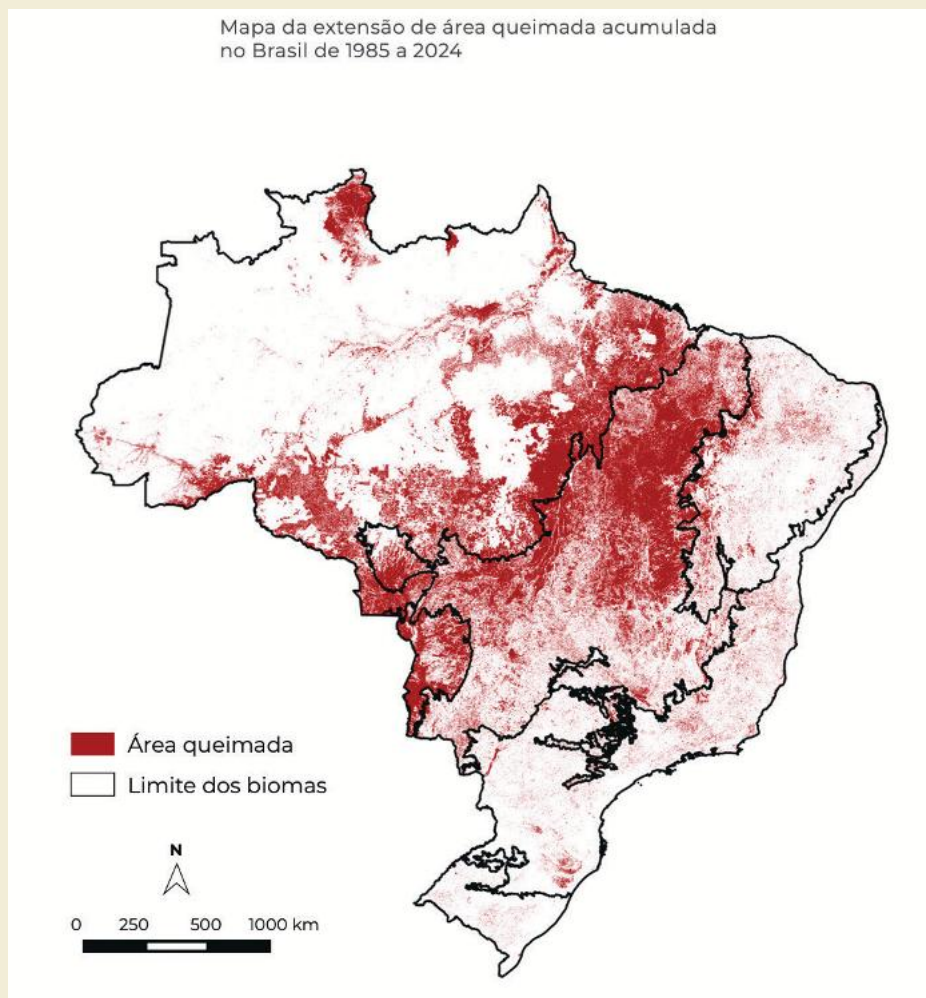 Mapa da extensão de área queimada acumulada
no Brasil de 1985 a 2024
Área queimada
Limite dos biomas
N
0 250 500 1000 km